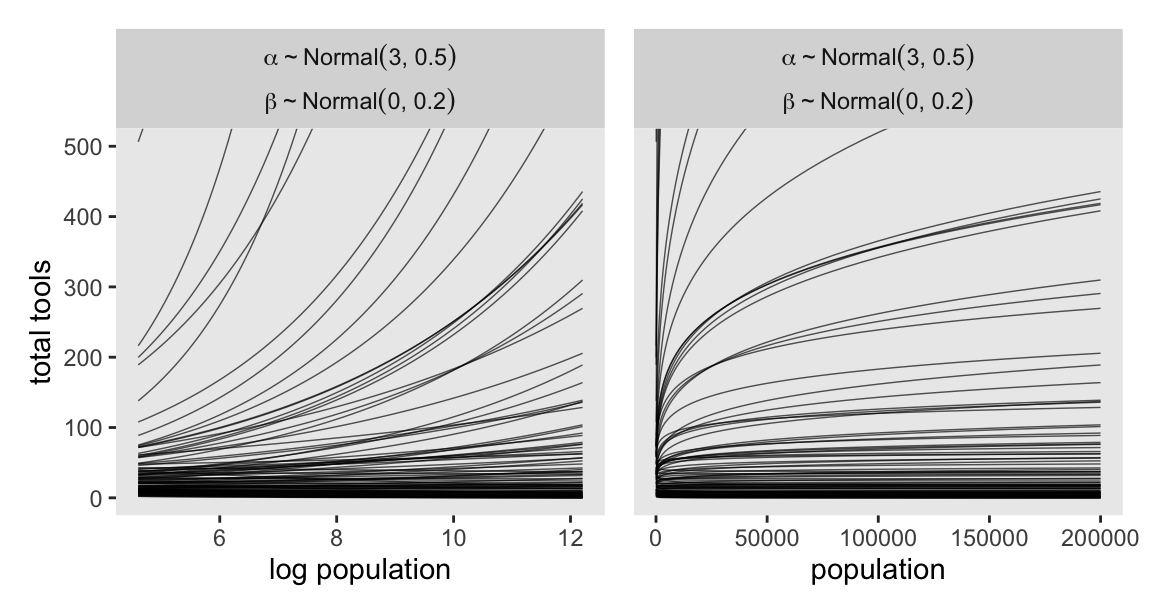 α ~ Normal(3, 0.5)
β ~ Normal(0, 0.2)
α ~ Normal(3, 0.5)
β ~ Normal(0, 0.2)
total tools
500
400
300
200
100
0
6 8 10 12
log population
0 50000 100000 150000 200000
population